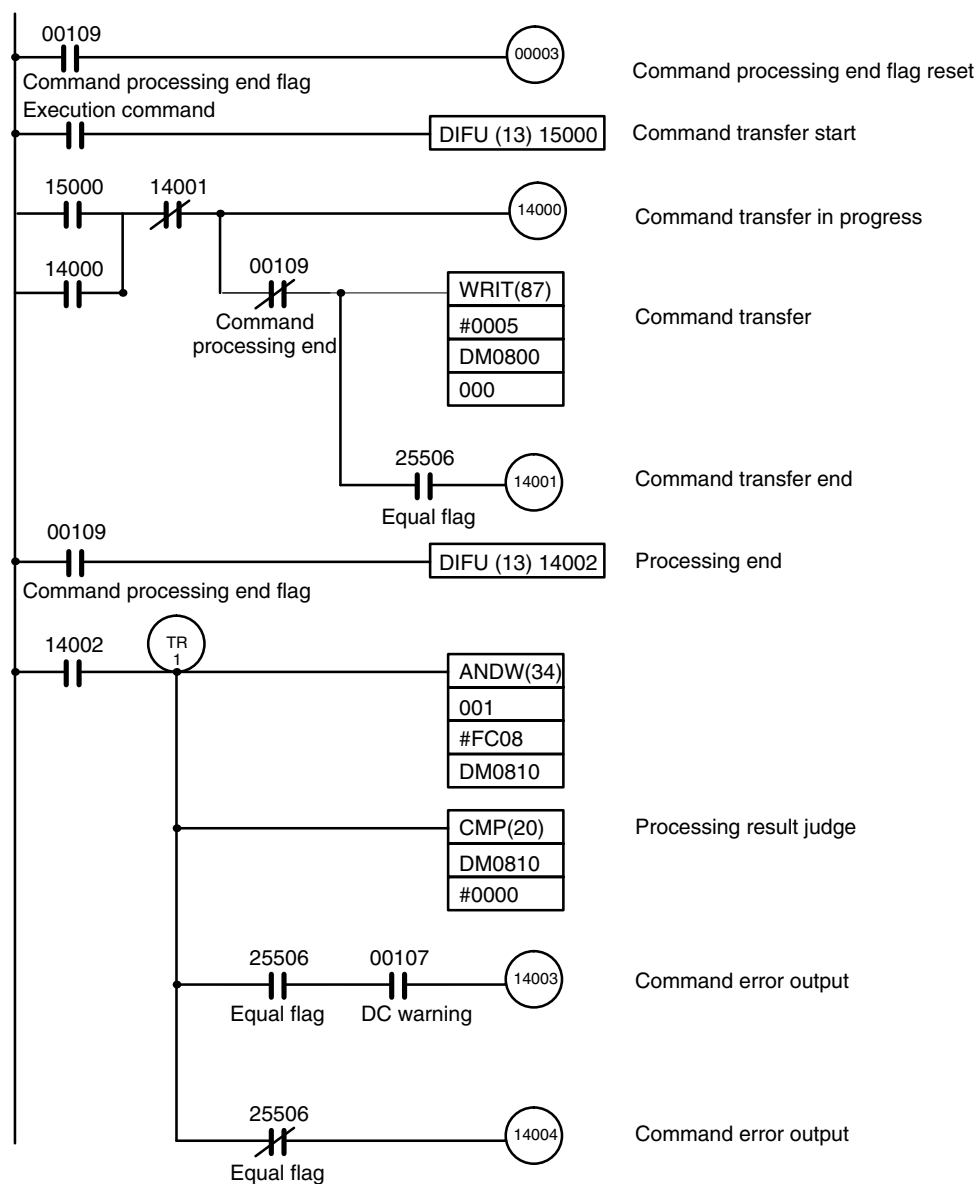 00109
00003
Command processing end flag
Command processing end flag reset
Execution command
DIFU (13) 15000
Command transfer start
15000
14001
14000
Command transfer in progress
14000
00109
Command
processing end
WRIT(87)
#0005
DM0800
000
Command transfer
25506
14001
Command transfer end
Equal flag
00109
DIFU (13) 14002
Processing end
Command processing end flag
14002
TR
1
ANDW(34)
001
#FC08
DM0810
CMP(20)
DM0810
#0000
Processing result judge
25506
00107
14003
Command error output
Equal flag
DC warning
25506
14004
Command error output
Equal flag